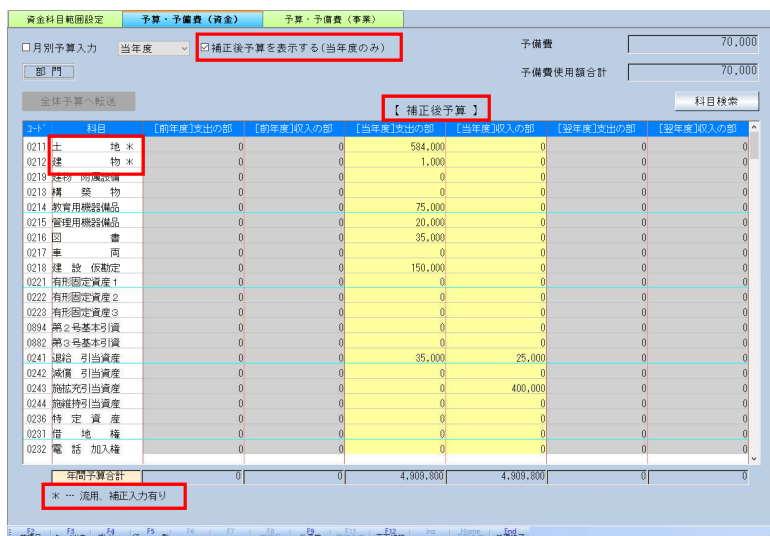 資金科目範囲設定 予算・予備費（資金） 予算・予備費（事業）
月別予算入力 当年度 補正後予算を表示する(当年度のみ) 予備費 70,000
部 門 予備費使用額合計 70,000
全体予算へ転送 【 補正後予算 】 科目検索
ｺｰﾄﾞ 科目 [前年度]支出の部 [前年度]収入の部 [当年度]支出の部 [当年度]収入の部 [翌年度]支出の部 [翌年度]収入の部
0211 土 地 ＊ 0 0 584,000 0 0 0
0212 建 物 ＊ 0 0 1,000 0 0 0
0219 建物 附属設備 0 0 0 0 0 0
0213 構 築 物 0 0 0 0 0 0
0214 教育用機器備品 0 0 75,000 0 0 0
0215 管理用機器備品 0 0 20,000 0 0 0
0216 図 書 0 0 35,000 0 0 0
0217 車 両 0 0 0 0 0 0
0218 建 設 仮勘定 0 0 150,000 0 0 0
0221 有形固定資産１ 0 0 0 0 0 0
0222 有形固定資産２ 0 0 0 0 0 0
0223 有形固定資産３ 0 0 0 0 0 0
0894 第２号基本引資 0 0 0 0 0 0
0882 第３号基本引資 0 0 0 0 0 0
0241 退給 引当資産 0 0 35,000 25,000 0 0
0242 減償 引当資産 0 0 0 0 0 0
0243 施拡充引当資産 0 0 0 400,000 0 0
0244 施維持引当資産 0 0 0 0 0 0
0236 特 定 資 産 0 0 0 0 0 0
0231 借 地 権 0 0 0 0 0 0
0232 電 話 加入権 0 0 0 0 0 0
年間予算合計 0 0 4,909,800 4,909,800 0 0
＊ … 流用、補正入力有り
F2 F3 F4 F5 F6 F7 F8 F9 F11 F12 Ins Home End